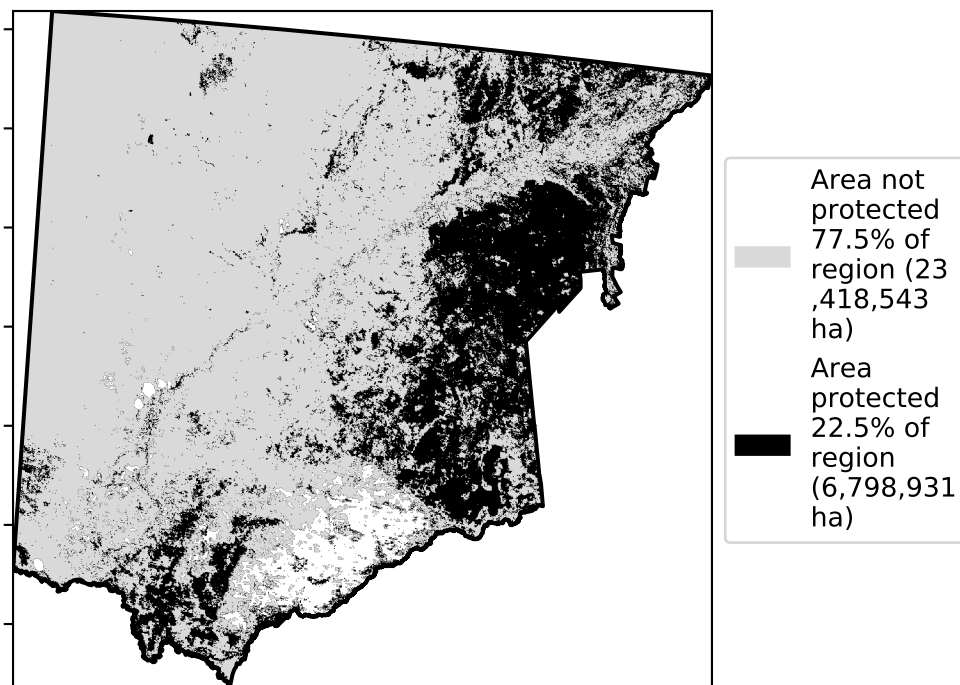 Area not
protected
77.5% of
region (23
,418,543
ha)
Area
protected
22.5% of
region
(6,798,931
ha)